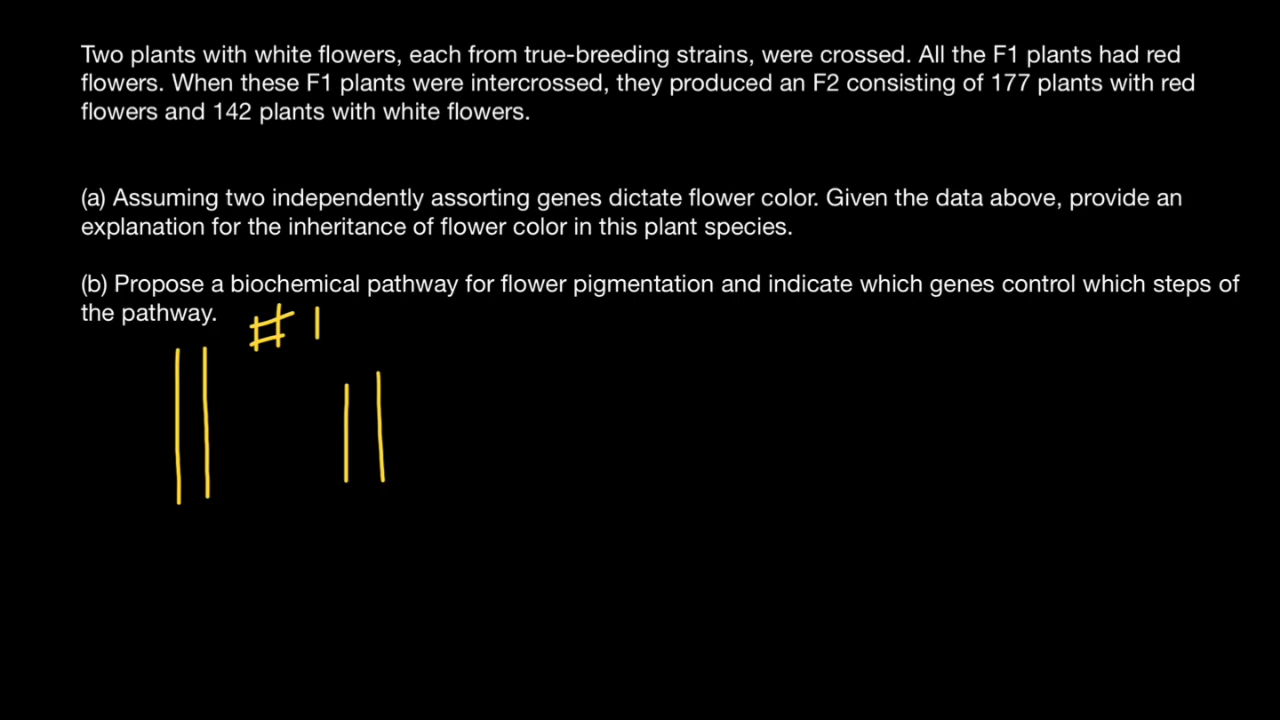 Two plants with white flowers, each from true-breeding strains, were crossed. All the F1 plants had red
flowers. When these F1 plants were intercrossed, they produced an F2 consisting of 177 plants with red
flowers and 142 plants with white flowers.
(a) Assuming two independently assorting genes dictate flower color. Given the data above, provide an
explanation for the inheritance of flower color in this plant species.
(b) Propose a biochemical pathway for flower pigmentation and indicate which genes control which steps of
the pathway.
# 1